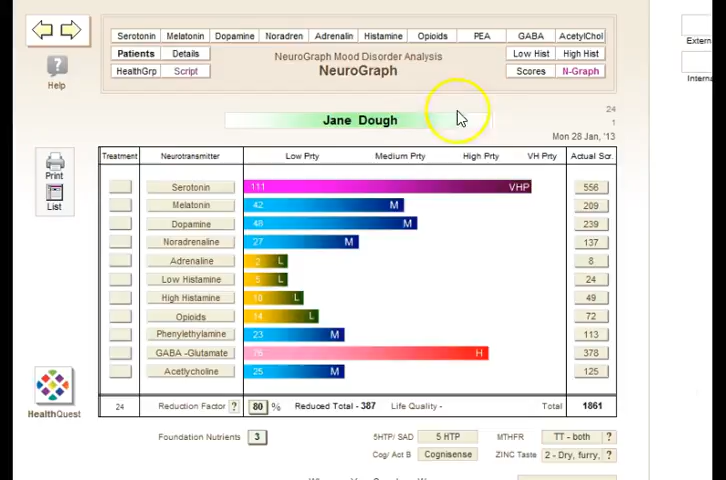 Serotonin Melatonin Dopamine Noradren Adrenalin Histamine Opioids PEA GABA AcetylChol
Patients Details NeuroGraph Mood Disorder Analysis Low Hist High Hist
HealthGrp Script NeuroGraph Scores N-Graph
Help
Extern
Interna
24
Jane Dough
1
Mon 28 Jan, '13
Treatment Neurotransmitter Low Prty Medium Prty High Prty VH Prty Actual Scr.
Print
List
Serotonin 111 VHP 556
Melatonin 42 M 209
Dopamine 48 M 239
Noradrenaline 27 M 137
Adrenaline 2 L 8
Low Histamine 5 L 24
High Histamine 10 L 49
Opioids 14 L 72
Phenylethylamine 23 M 113
GABA -Glutamate 76 H 378
Acetlycholine 25 M 125
HealthQuest
24 Reduction Factor ? 80 % Reduced Total - 387 Life Quality - Total 1861
Foundation Nutrients 3 5HTP/ SAD 5 HTP MTHFR TT - both ?
Cog/ Act B Cognisense ZINC Taste 2 - Dry, furry, ?